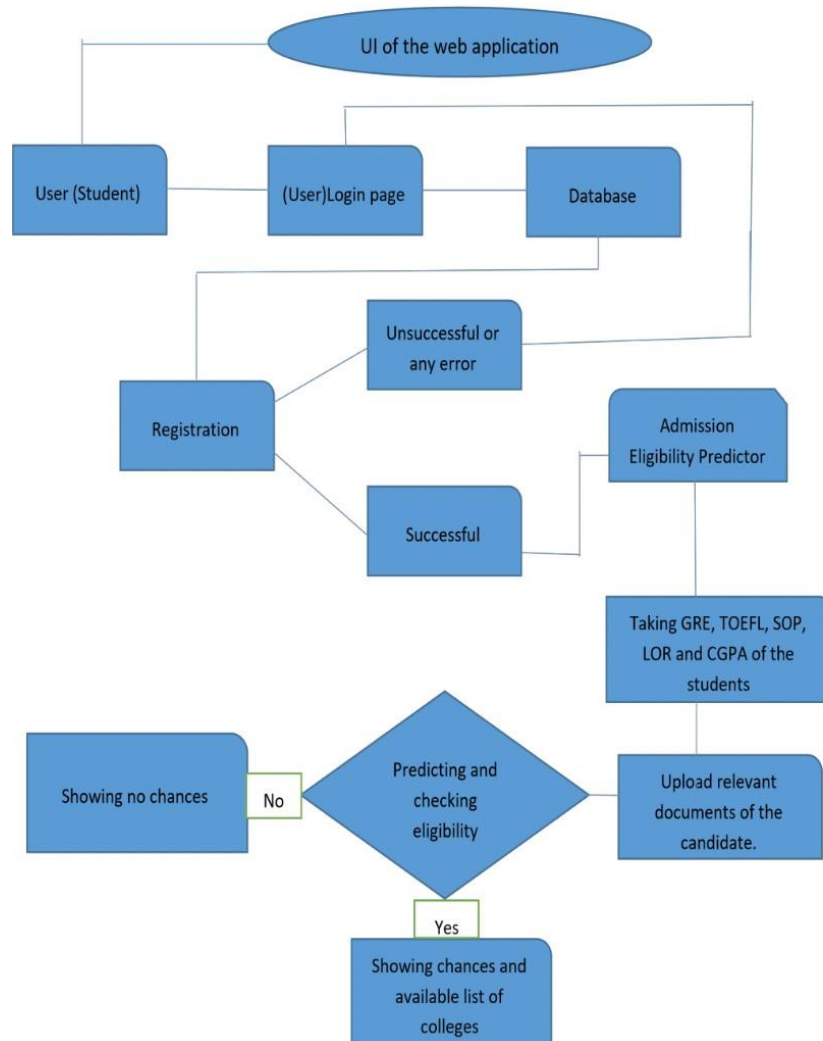 UI of the web application
User (Student)
(User)Login page
Database
Unsuccessful or
any error
Registration
Admission
Eligibility Predictor
Successful
Taking GRE, TOEFL, SOP,
LOR and CGPA of the
students
Predicting and
checking
eligibility
Showing no chances
No
Upload relevant
documents of the
candidate.
Yes
Showing chances and
available list of
colleges